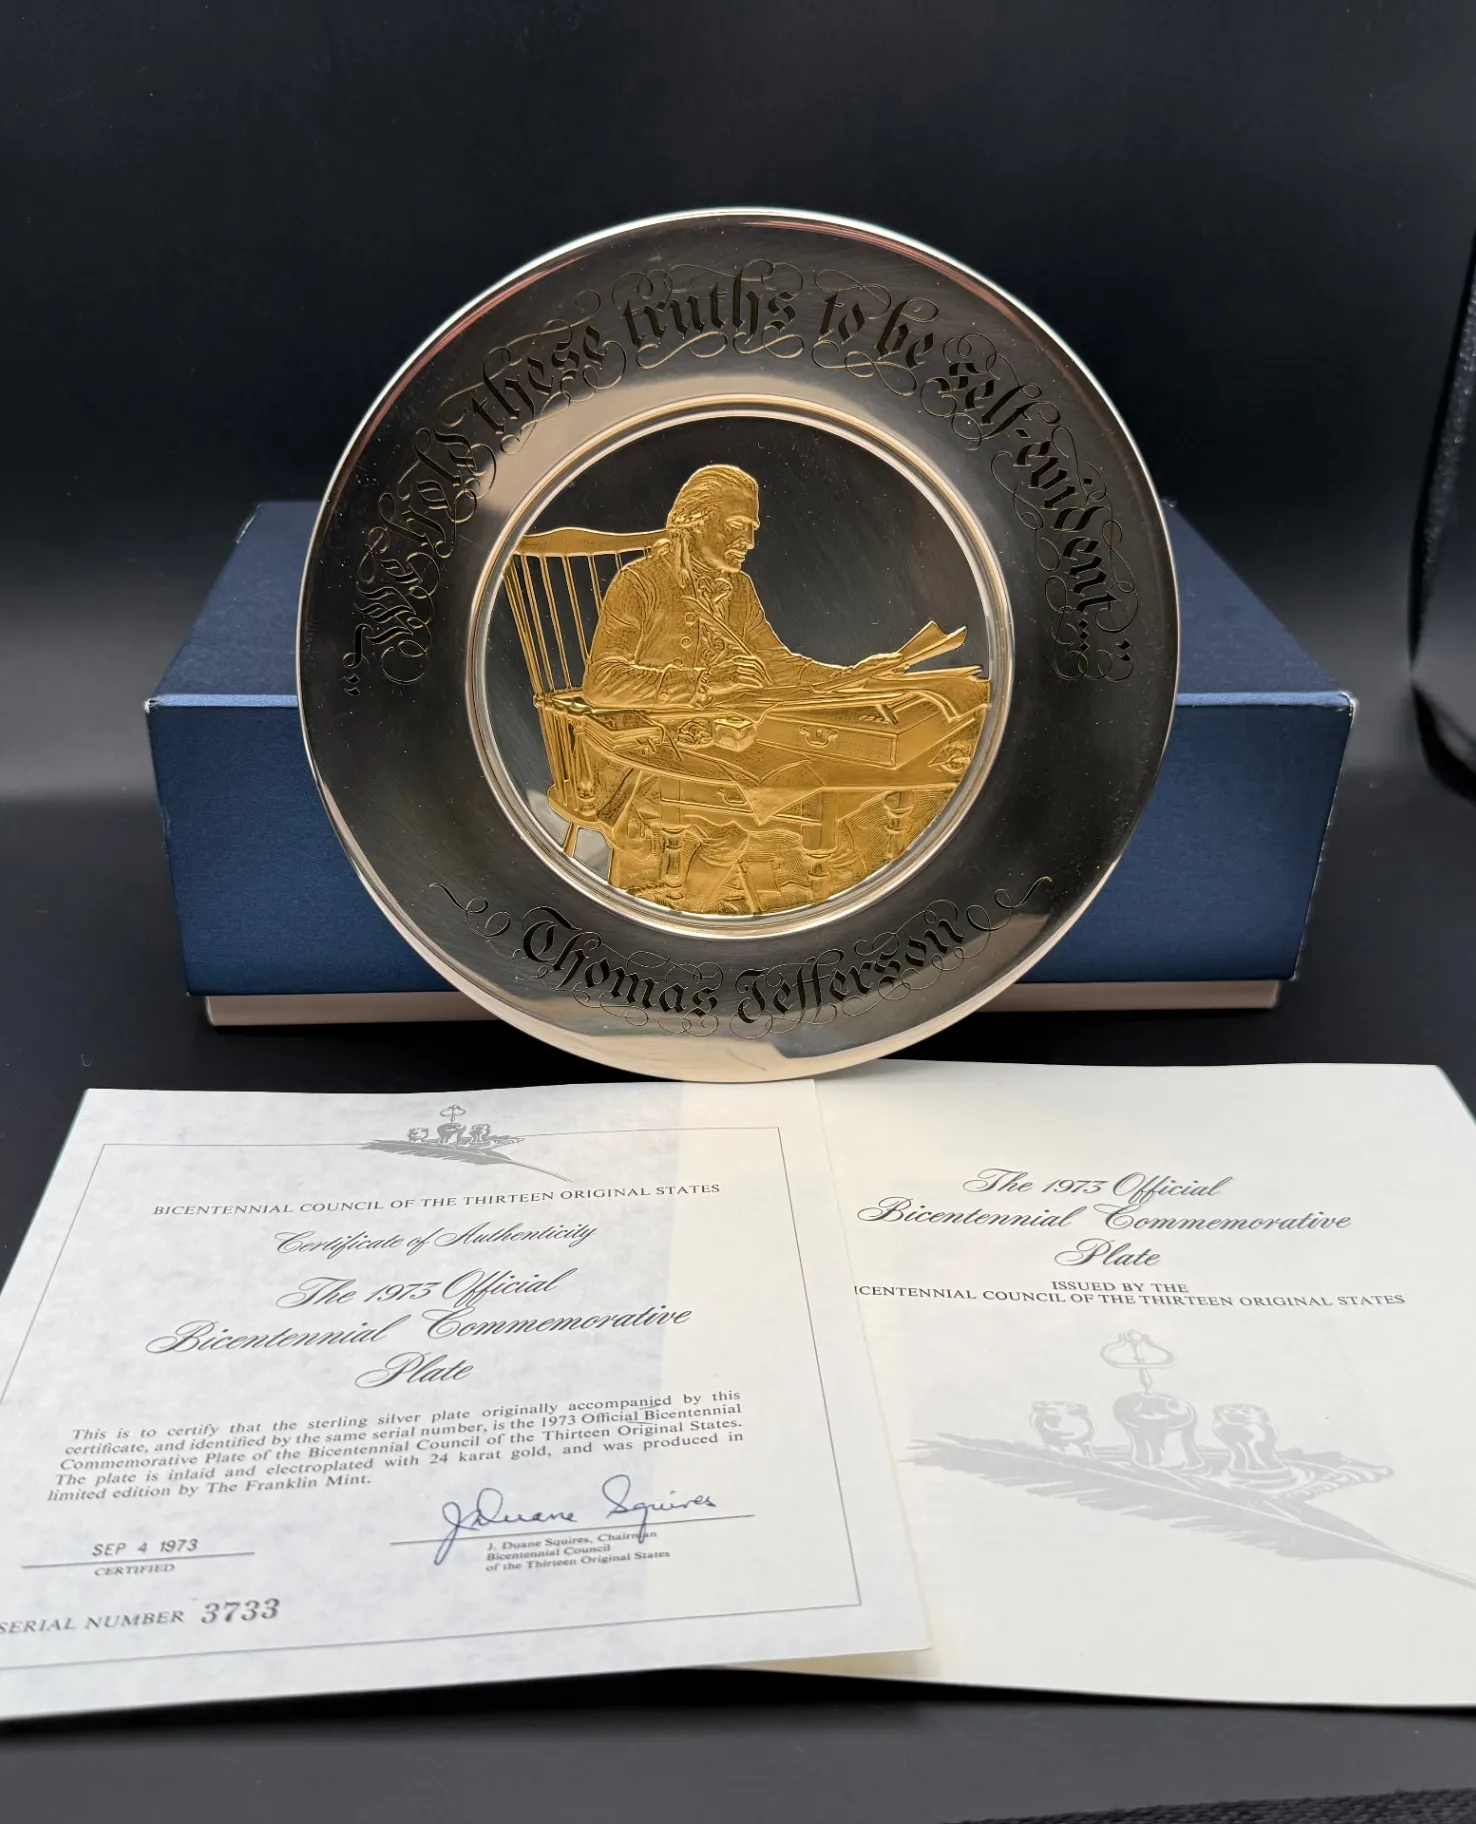 "We hold these truths to be self-evident..."
Thomas Jefferson
BICENTENNIAL COUNCIL OF THE THIRTEEN ORIGINAL STATES
Certificate of Authenticity
The 1973 Official
Bicentennial Commemorative
Plate
This is to certify that the sterling silver plate originally accompanied by this
certificate, and identified by the same serial number, is the 1973 Official Bicentennial
Commemorative Plate of the Bicentennial Council of the Thirteen Original States.
The plate is inlaid and electroplated with 24 karat gold, and was produced in
limited edition by The Franklin Mint.
SEP 4 1973
CERTIFIED
J. Duane Squires
J. Duane Squires, Chairman
Bicentennial Council
of the Thirteen Original States
SERIAL NUMBER 3733
The 1973 Official
Bicentennial Commemorative
Plate
ISSUED BY THE
ICENTENNIAL COUNCIL OF THE THIRTEEN ORIGINAL STATES